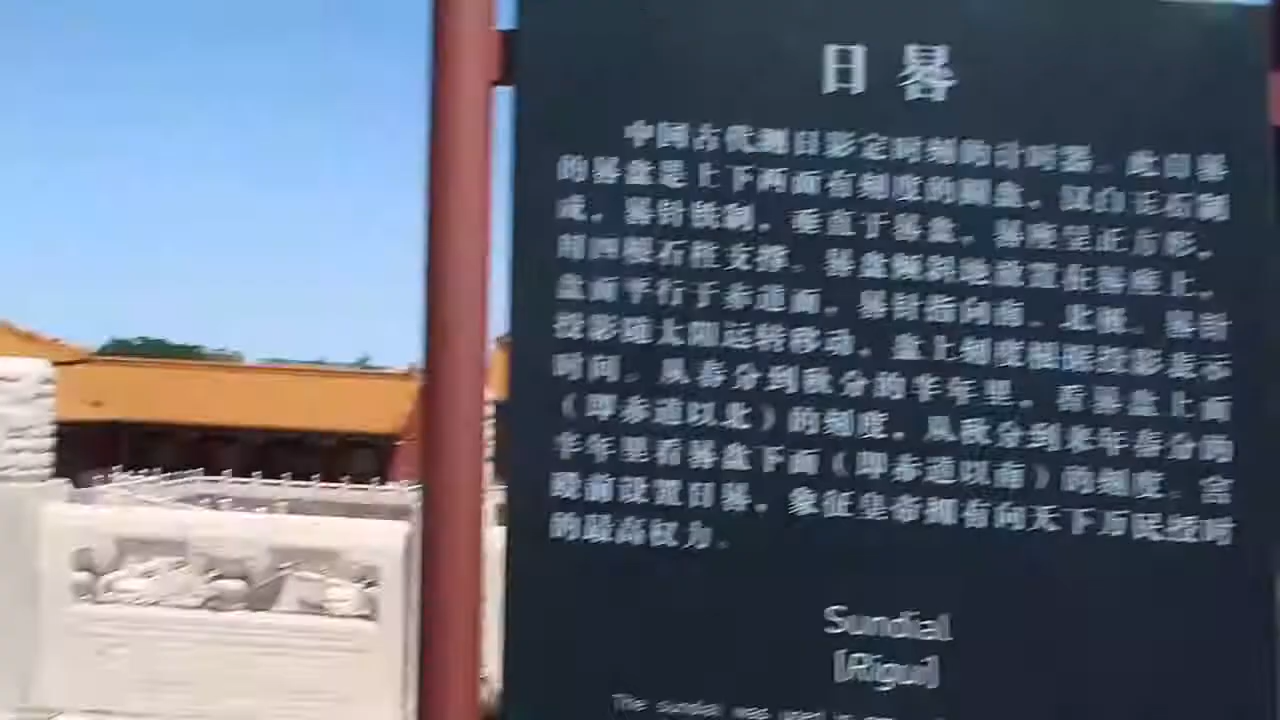 日晷
中国古代测日影定时刻的计时器。此日晷
的晷盘是上下两面有刻度的圆盘，汉白玉石制
成，晷针铁制，垂直于晷盘，晷座呈正方形，
用四根石柱支撑。晷盘倾斜地放置在晷座上，
盘面平行于赤道面，晷针指向南、北极。晷针
投影随太阳运转移动，盘上刻度根据投影表示
时间。从春分到秋分的半年里，看晷盘上面
（即赤道以北）的刻度，从秋分到来年春分的
半年里看晷盘下面（即赤道以南）的刻度。宫
殿前设置日晷，象征皇帝拥有向天下万民授时
的最高权力。
Sundial
(Rigui)
The sundial was used in